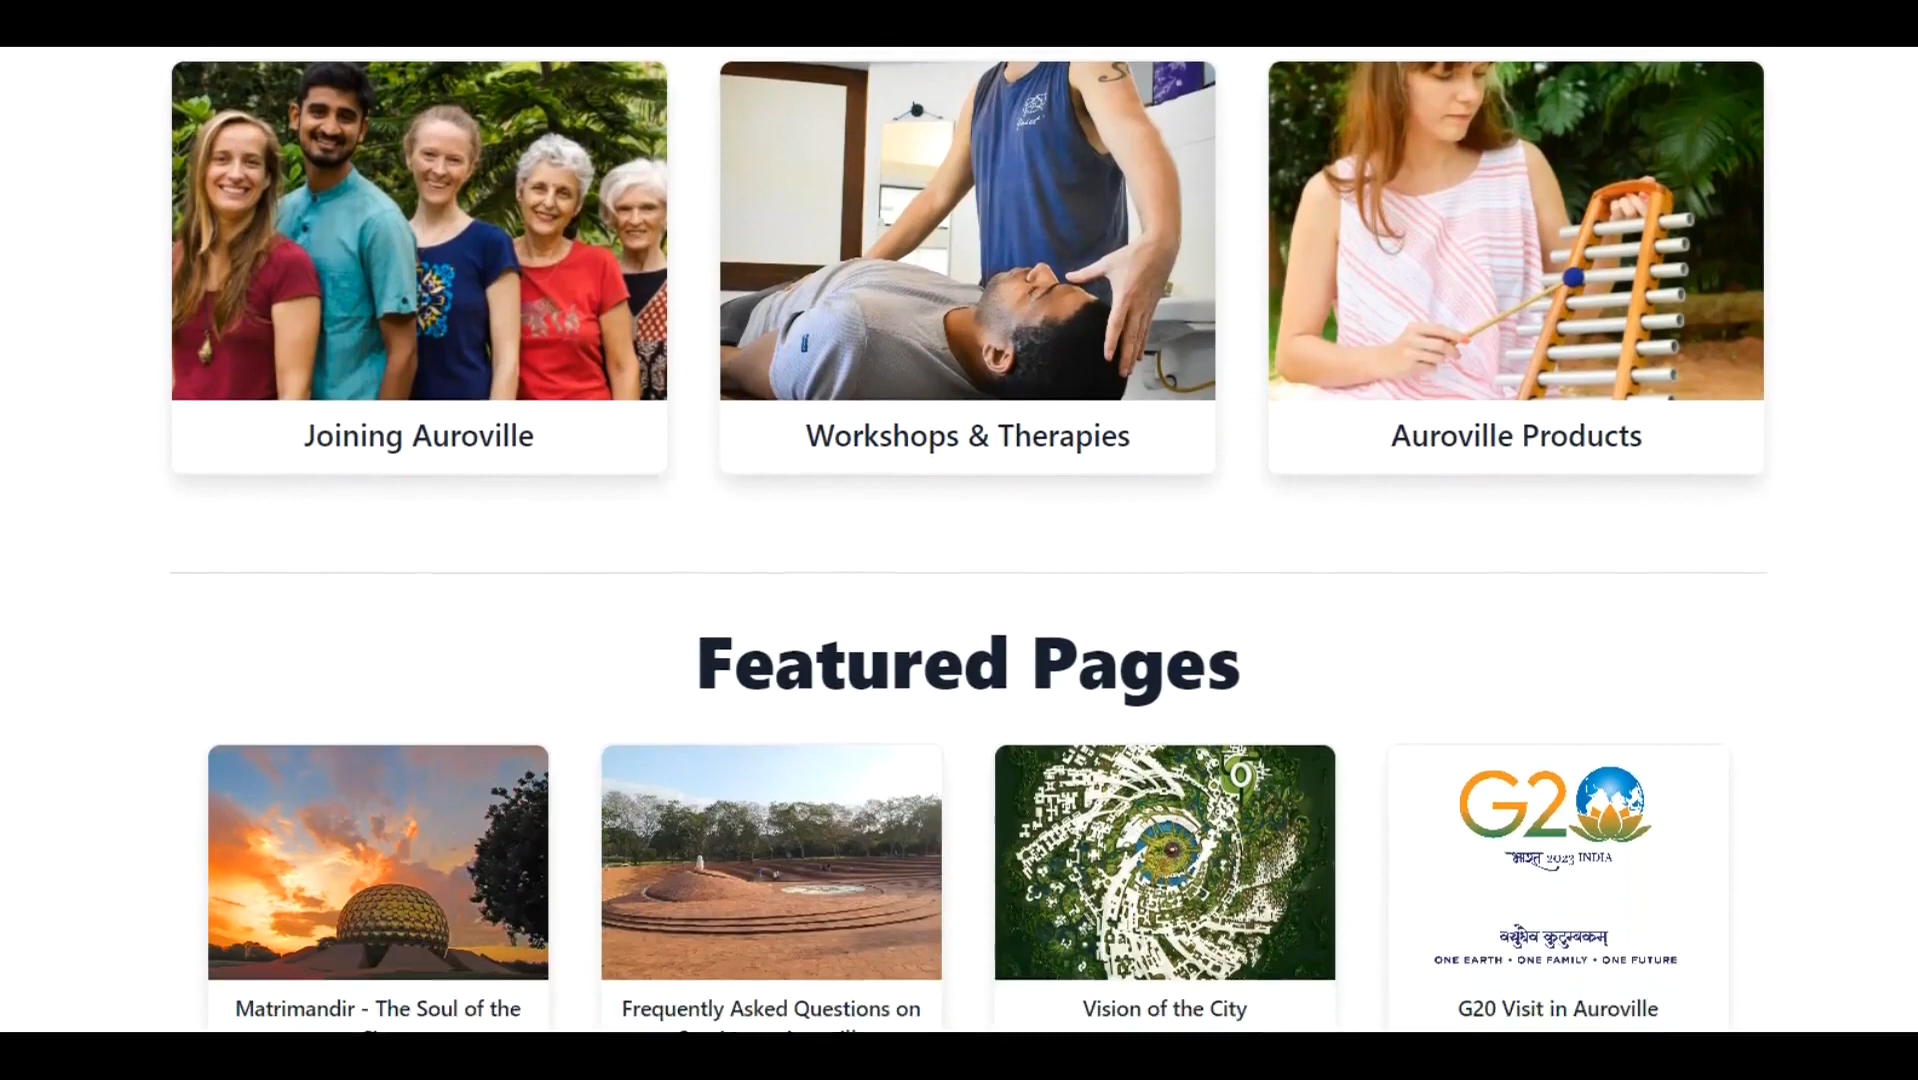 Joining Auroville
Workshops & Therapies
Auroville Products
Featured Pages
G20
भारत 2023 INDIA
वसुधैव कुटुम्बकम्
ONE EARTH • ONE FAMILY • ONE FUTURE
Matrimandir - The Soul of the
Frequently Asked Questions on
Vision of the City
G20 Visit in Auroville